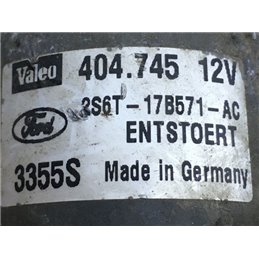 Valeo 404.745 12V
2S6T-17B571-AC
Ford ENTSTOERT
3355S Made in Germany